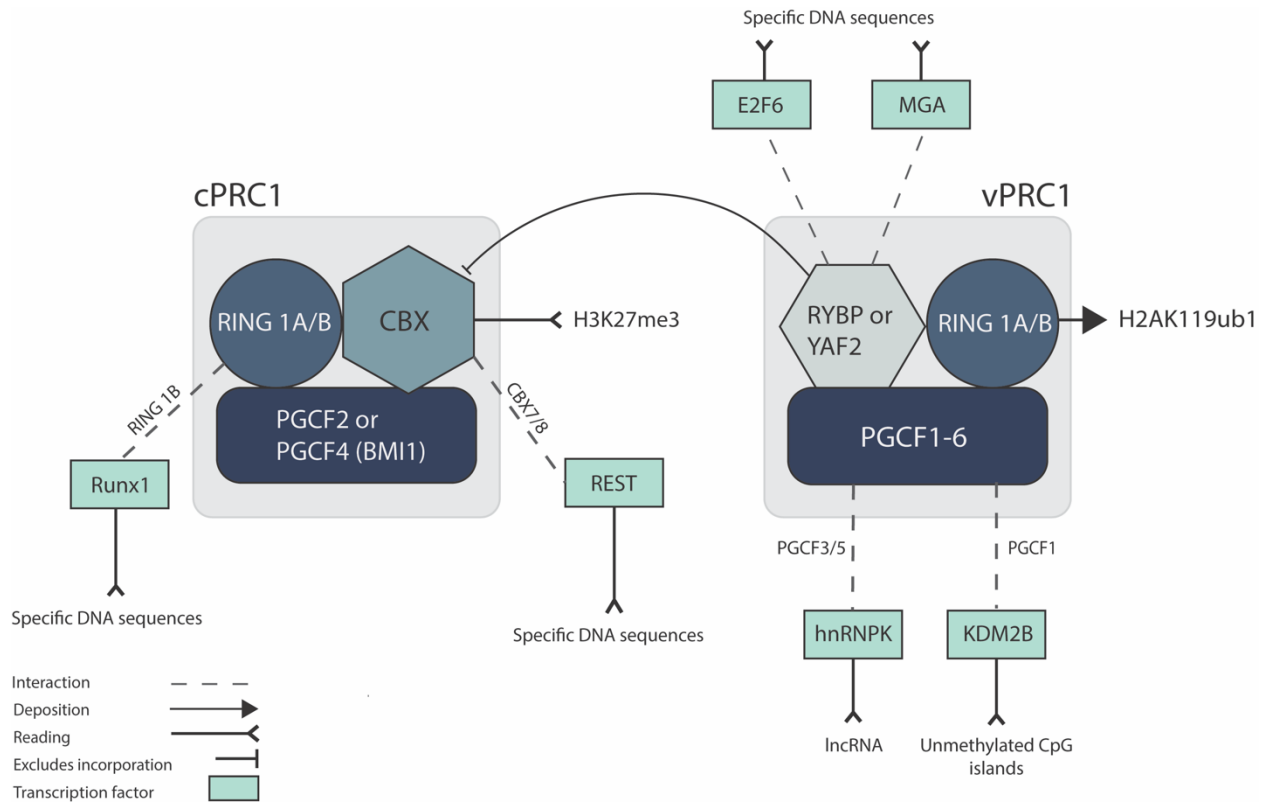 Specific DNA sequences
E2F6
MGA
cPRC1
vPRC1
RING 1A/B
CBX
H3K27me3
RYBP or
YAF2
RING 1A/B
H2AK119ub1
PGCF2 or
PGCF4 (BMI1)
PGCF1-6
RING 1B
CBX7/8
Runx1
REST
PGCF3/5
PGCF1
Specific DNA sequences
Specific DNA sequences
hnRNPK
KDM2B
lncRNA
Unmethylated CpG
islands
Interaction
Deposition
Reading
Excludes incorporation
Transcription factor